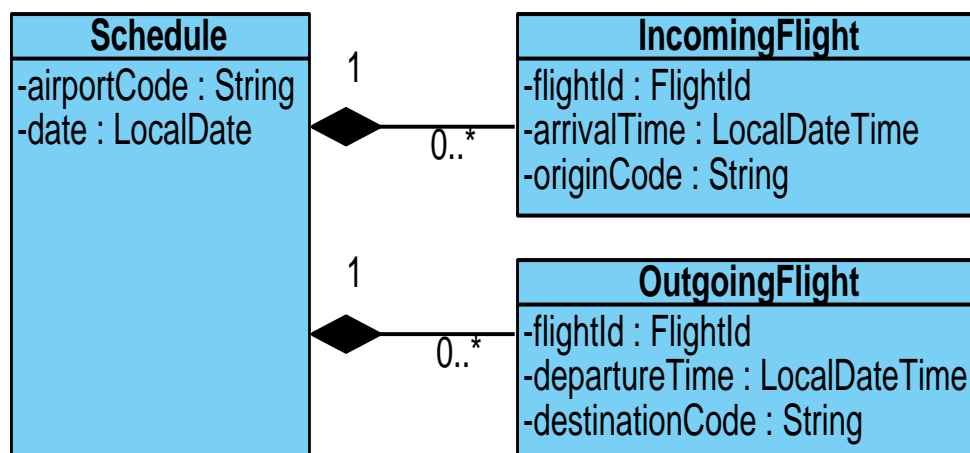 Schedule
-airportCode : String
-date : LocalDate
1
0..*
IncomingFlight
-flightId : FlightId
-arrivalTime : LocalDateTime
-originCode : String
1
0..*
OutgoingFlight
-flightId : FlightId
-departureTime : LocalDateTime
-destinationCode : String